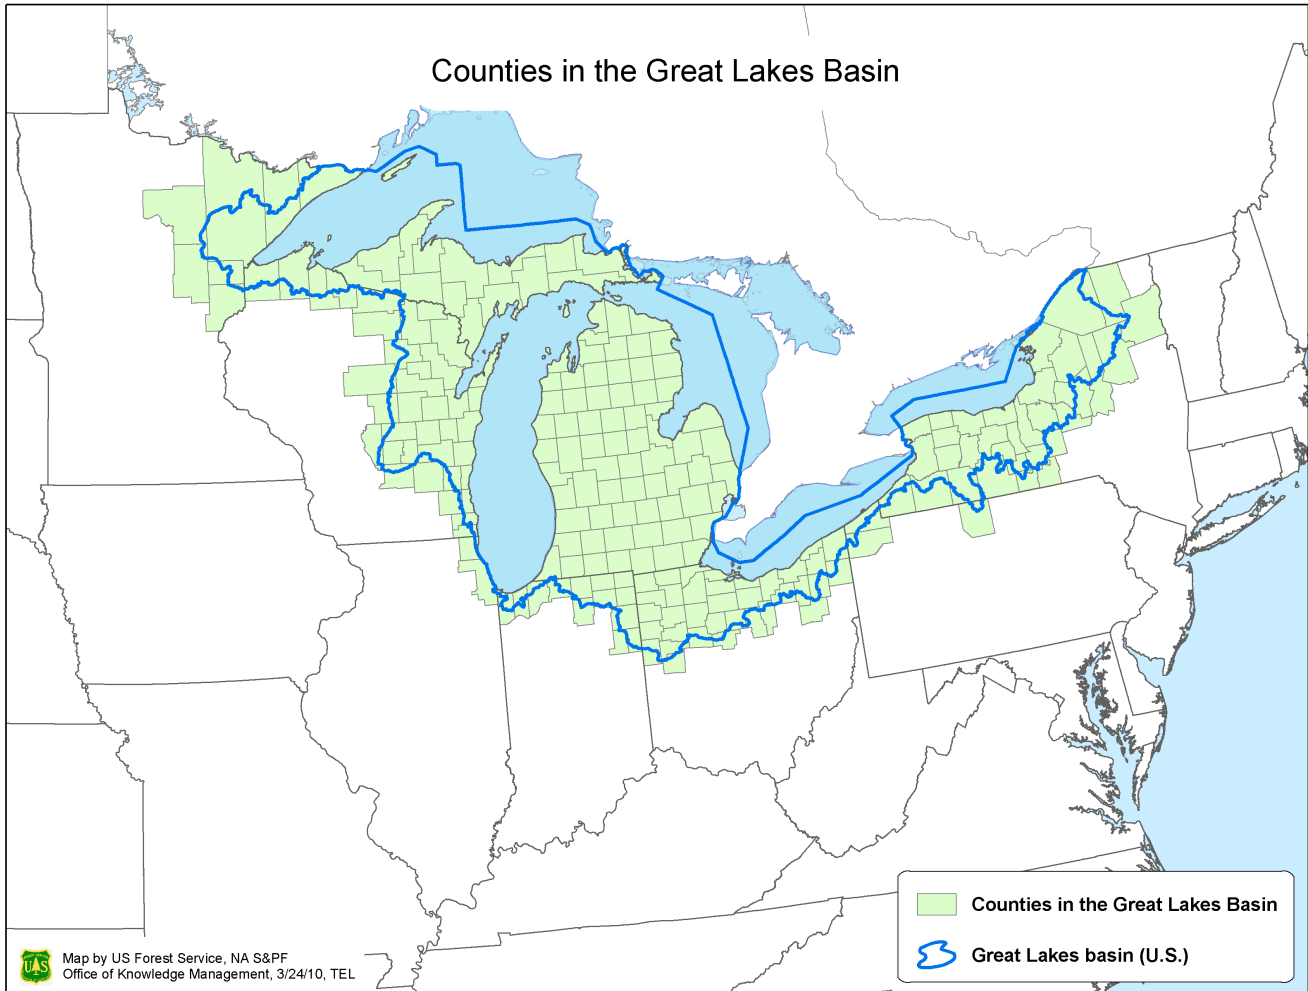 Counties in the Great Lakes Basin
Counties in the Great Lakes Basin
Great Lakes basin (U.S.)
Map by US Forest Service, NA S&PF
Office of Knowledge Management, 3/24/10, TEL